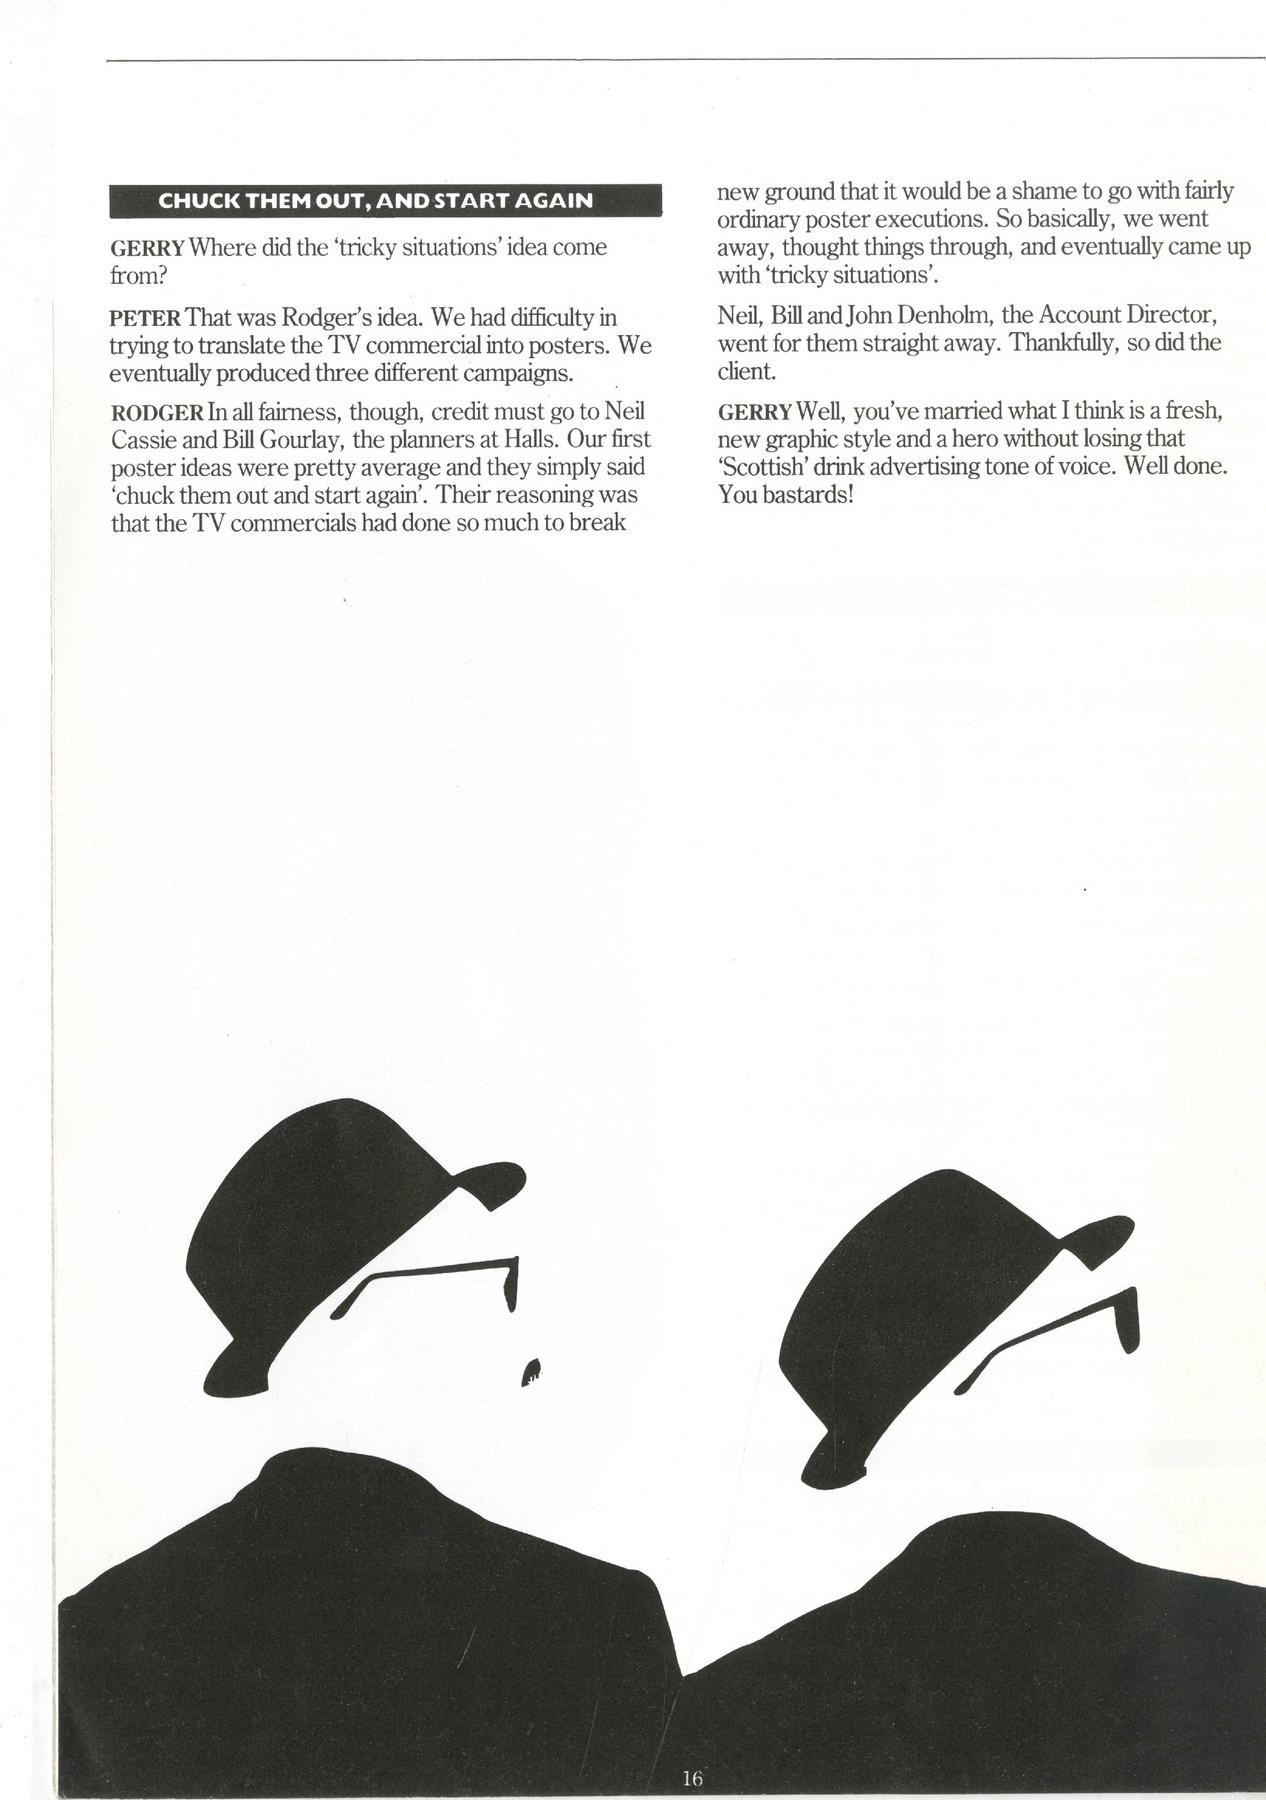 CHUCK THEM OUT, AND START AGAIN
GERRY Where did the ‘tricky situations’ idea come
from?
PETER That was Rodger’s idea. We had difficulty in
trying to translate the TV commercial into posters. We
eventually produced three different campaigns.
RODGER In all fairness, though, credit must go to Neil
Cassie and Bill Gourlay, the planners at Halls. Our first
poster ideas were pretty average and they simply said
‘chuck them out and start again’. Their reasoning was
that the TV commercials had done so much to break
new ground that it would be a shame to go with fairly
ordinary poster executions. So basically, we went
away, thought things through, and eventually came up
with ‘tricky situations’.
Neil, Bill and John Denholm, the Account Director,
went for them straight away. Thankfully, so did the
client.
GERRY Well, you’ve married what I think is a fresh,
new graphic style and a hero without losing that
‘Scottish’ drink advertising tone of voice. Well done.
You bastards!
16